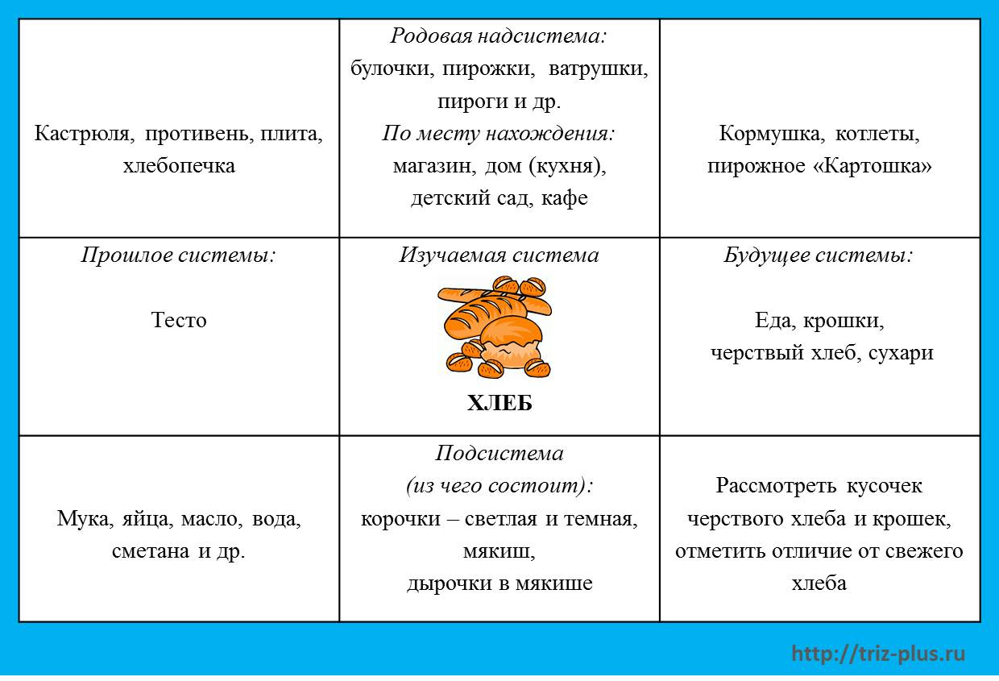 Кастрюля, противень, плита,
хлебопечка
Родовая надсистема:
булочки, пирожки, ватрушки,
пироги и др.
По месту нахождения:
магазин, дом (кухня),
детский сад, кафе
Кормушка, котлеты,
пирожное «Картошка»
Прошлое системы:
Тесто
Изучаемая система
ХЛЕБ
Будущее системы:
Еда, крошки,
черствый хлеб, сухари
Мука, яйца, масло, вода,
сметана и др.
Подсистема
(из чего состоит):
корочки – светлая и темная,
мякиш,
дырочки в мякише
Рассмотреть кусочек
черствого хлеба и крошек,
отметить отличие от свежего
хлеба
http://triz-plus.ru